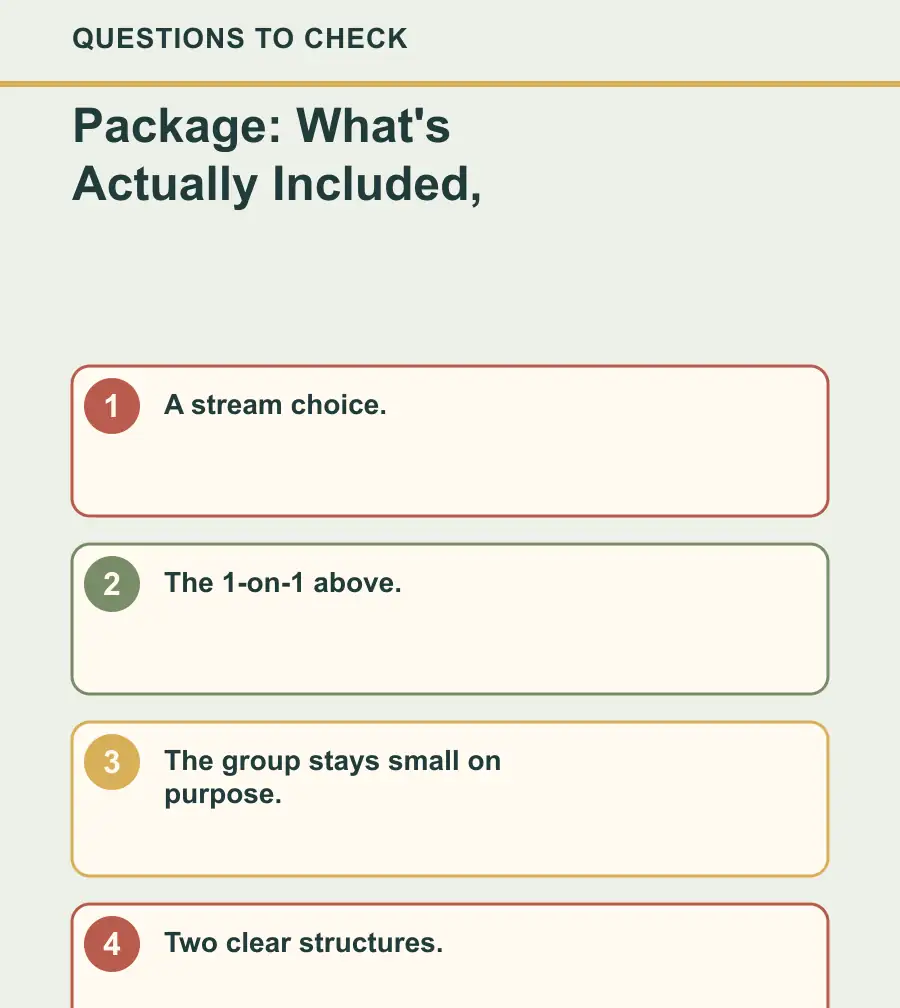 QUESTIONS TO CHECK
Package: What's
Actually Included,
1
A stream choice.
2
The 1-on-1 above.
3
The group stays small on
purpose.
4
Two clear structures.